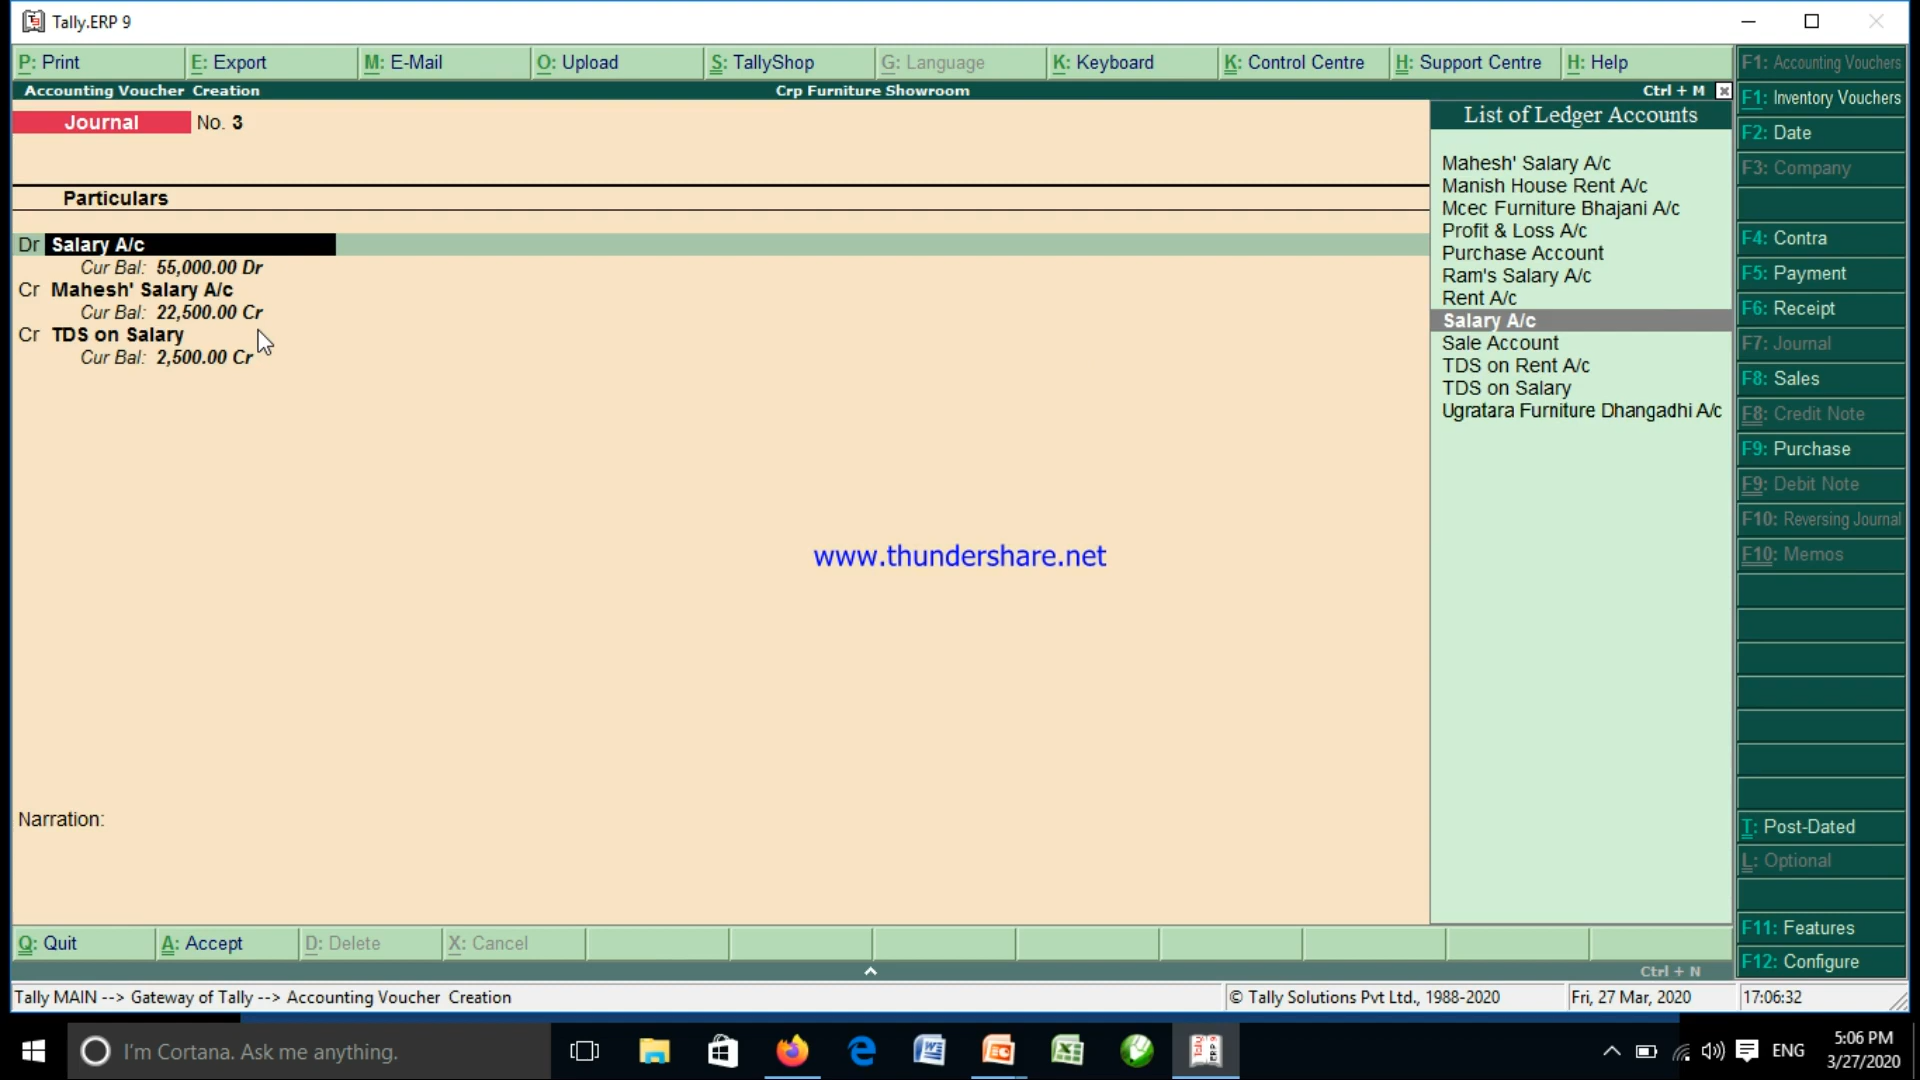 Tally.ERP 9
P: Print E: Export M: E-Mail O: Upload S: TallyShop G: Language K: Keyboard K: Control Centre H: Support Centre H: Help
Accounting Voucher Creation Crp Furniture Showroom Ctrl + M
Journal No. 3
Particulars
Dr Salary A/c
Cur Bal: 55,000.00 Dr
Cr Mahesh' Salary A/c
Cur Bal: 22,500.00 Cr
Cr TDS on Salary
Cur Bal: 2,500.00 Cr
www.thundershare.net
Narration:
List of Ledger Accounts
Mahesh' Salary A/c
Manish House Rent A/c
Mcec Furniture Bhajani A/c
Profit & Loss A/c
Purchase Account
Ram's Salary A/c
Rent A/c
Salary A/c
Sale Account
TDS on Rent A/c
TDS on Salary
Ugratara Furniture Dhangadhi A/c
F1: Accounting Vouchers
F1: Inventory Vouchers
F2: Date
F3: Company
F4: Contra
F5: Payment
F6: Receipt
F7: Journal
F8: Sales
F8: Credit Note
F9: Purchase
F9: Debit Note
F10: Reversing Journal
F10: Memos
T: Post-Dated
L: Optional
F11: Features
F12: Configure
Q: Quit A: Accept D: Delete X: Cancel
Ctrl + N
Tally MAIN --> Gateway of Tally --> Accounting Voucher Creation © Tally Solutions Pvt Ltd., 1988-2020 Fri, 27 Mar, 2020 17:06:32
I'm Cortana. Ask me anything.
ENG
5:06 PM
3/27/2020